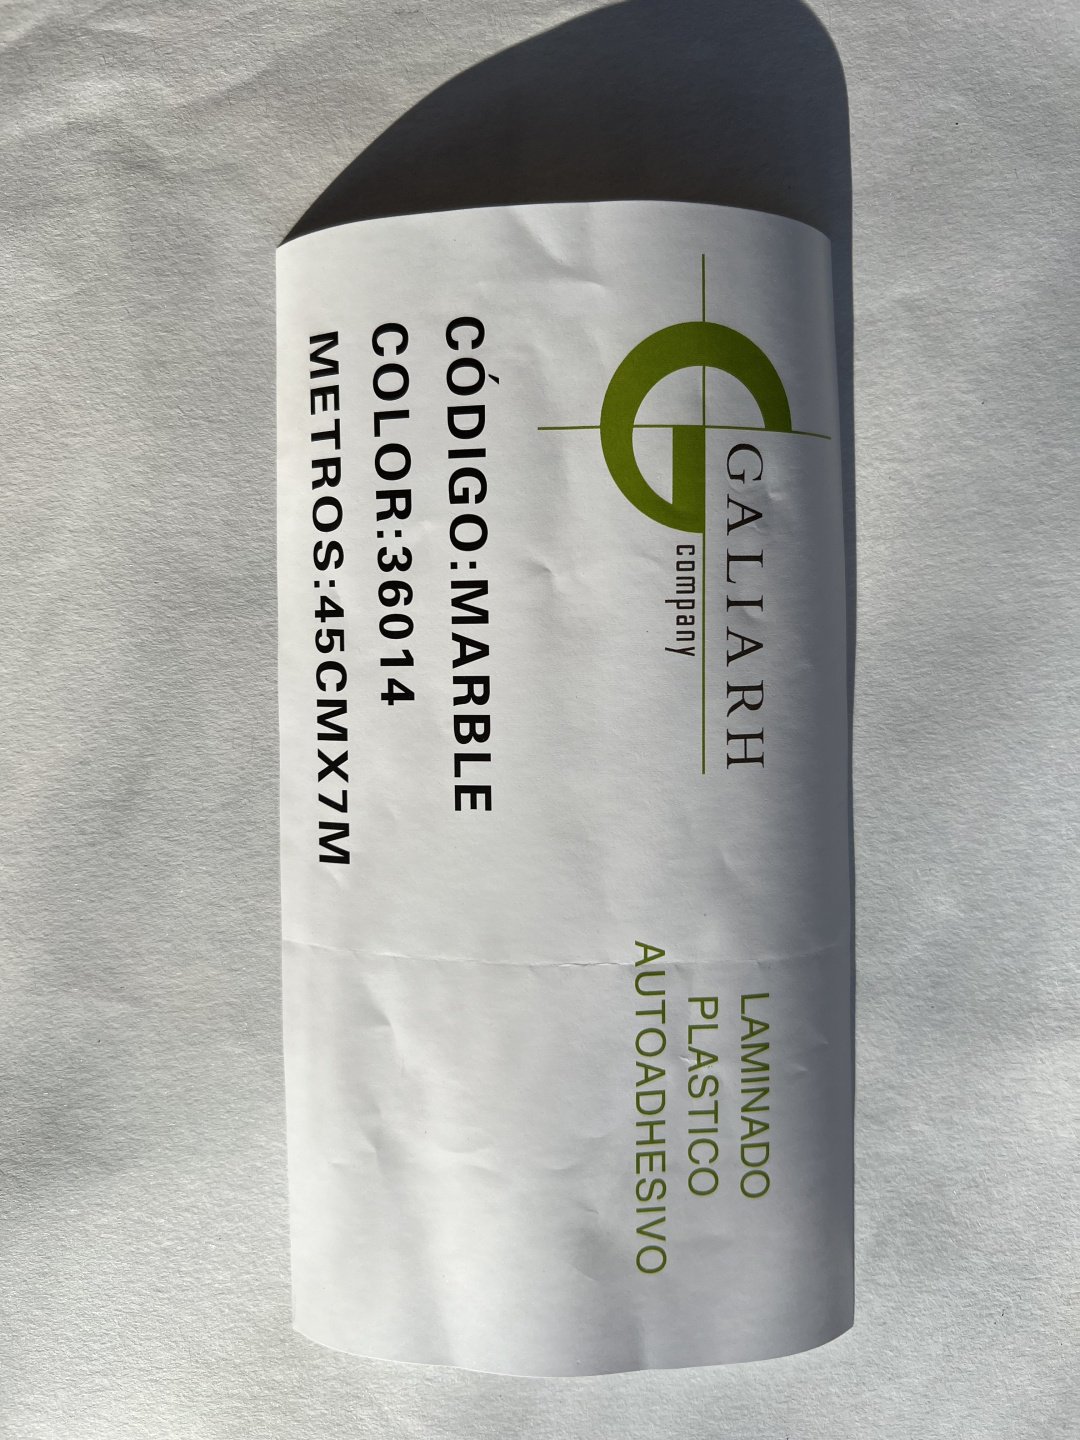 GALIARH
company
LAMINADO
PLASTICO
AUTOADHESIVO
CÓDIGO:MARBLE
COLOR:36014
METROS:45CMX7M